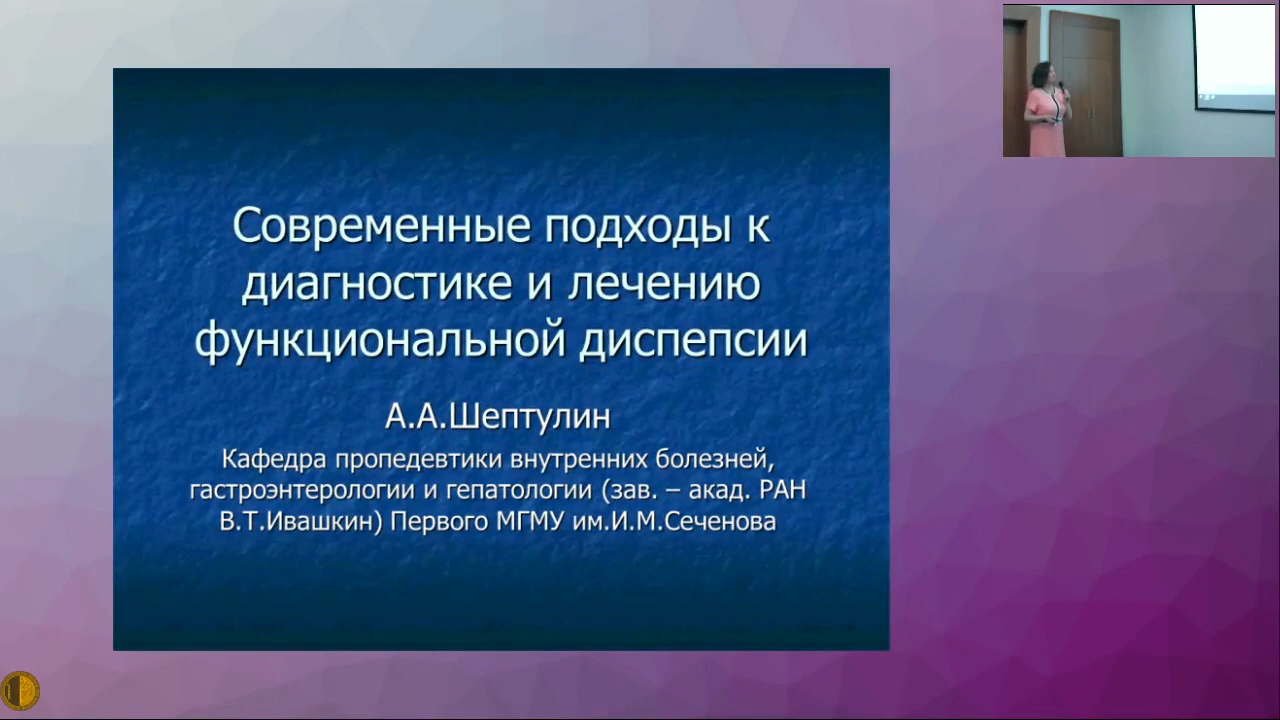 Современные подходы к
диагностике и лечению
функциональной диспепсии
А.А.Шептулин
Кафедра пропедевтики внутренних болезней,
гастроэнтерологии и гепатологии (зав. – акад. РАН
В.Т.Ивашкин) Первого МГМУ им.И.М.Сеченова